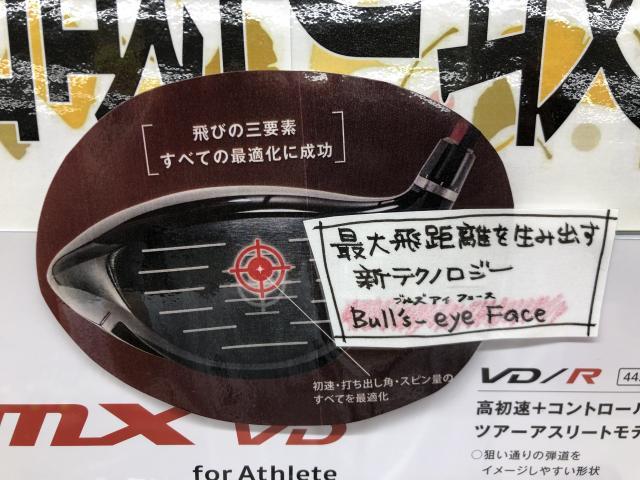 飛びの三要素
すべての最適化に成功
最大飛距離を生み出す
新テクノロジー
ブルズ アイ フェース
Bull's-eye Face
初速・打ち出し角・スピン量の
すべてを最適化
mx VD
for Athlete
VD/R 44
高初速+コントロール
ツアーアスリートモデ
○狙い通りの弾道を
イメージしやすい形状